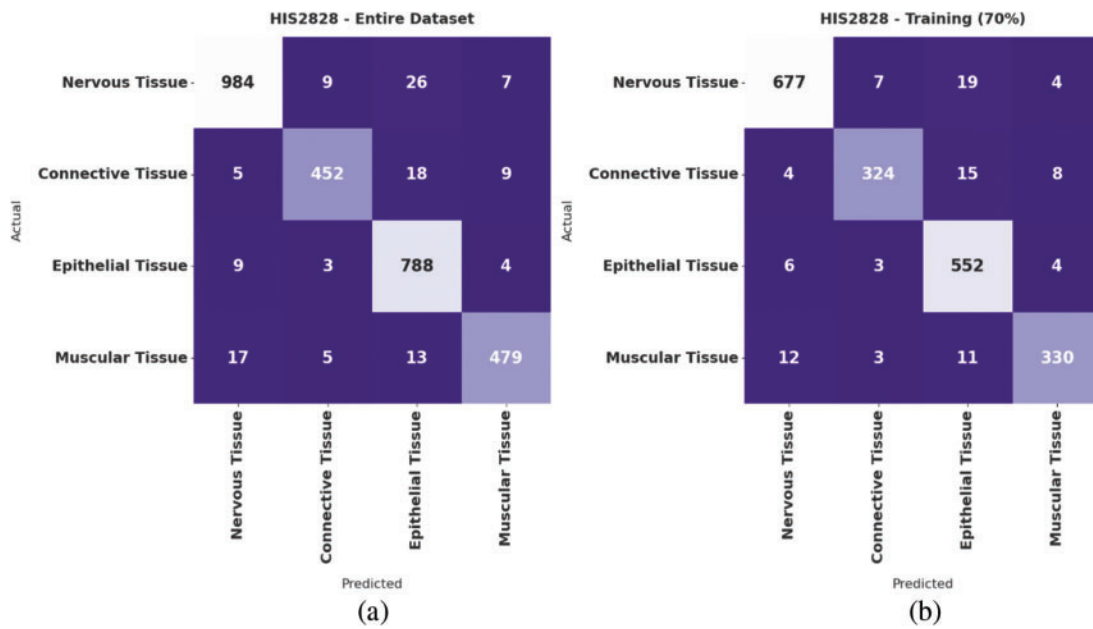 HIS2828 - Entire Dataset
Actual
Nervous Tissue 984 9 26 7
Connective Tissue 5 452 18 9
Epithelial Tissue 9 3 788 4
Muscular Tissue 17 5 13 479
Nervous Tissue
Connective Tissue
Epithelial Tissue
Muscular Tissue
Predicted
(a)
HIS2828 - Training (70%)
Actual
Nervous Tissue 677 7 19 4
Connective Tissue 4 324 15 8
Epithelial Tissue 6 3 552 4
Muscular Tissue 12 3 11 330
Nervous Tissue
Connective Tissue
Epithelial Tissue
Muscular Tissue
Predicted
(b)